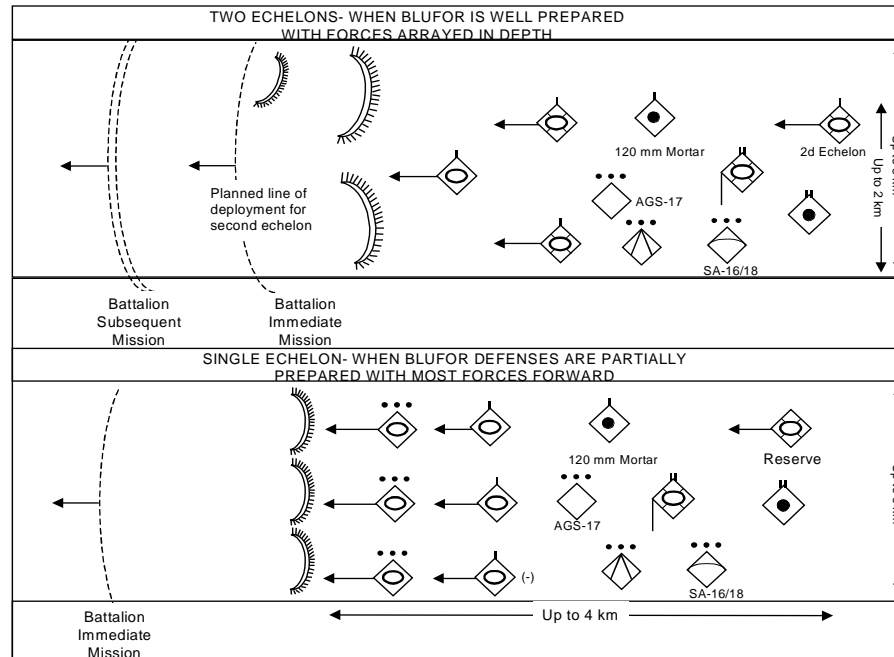 TWO ECHELONS- WHEN BLUFOR IS WELL PREPARED
WITH FORCES ARRAYED IN DEPTH
120 mm Mortar
2d Echelon
Up to 2 km
Planned line of
deployment for
second echelon
AGS-17
SA-16/18
Battalion
Subsequent
Mission
Battalion
Immediate
Mission
SINGLE ECHELON- WHEN BLUFOR DEFENSES ARE PARTIALLY
PREPARED WITH MOST FORCES FORWARD
120 mm Mortar
Reserve
AGS-17
(-)
SA-16/18
Up to 4 km
Battalion
Immediate
Mission